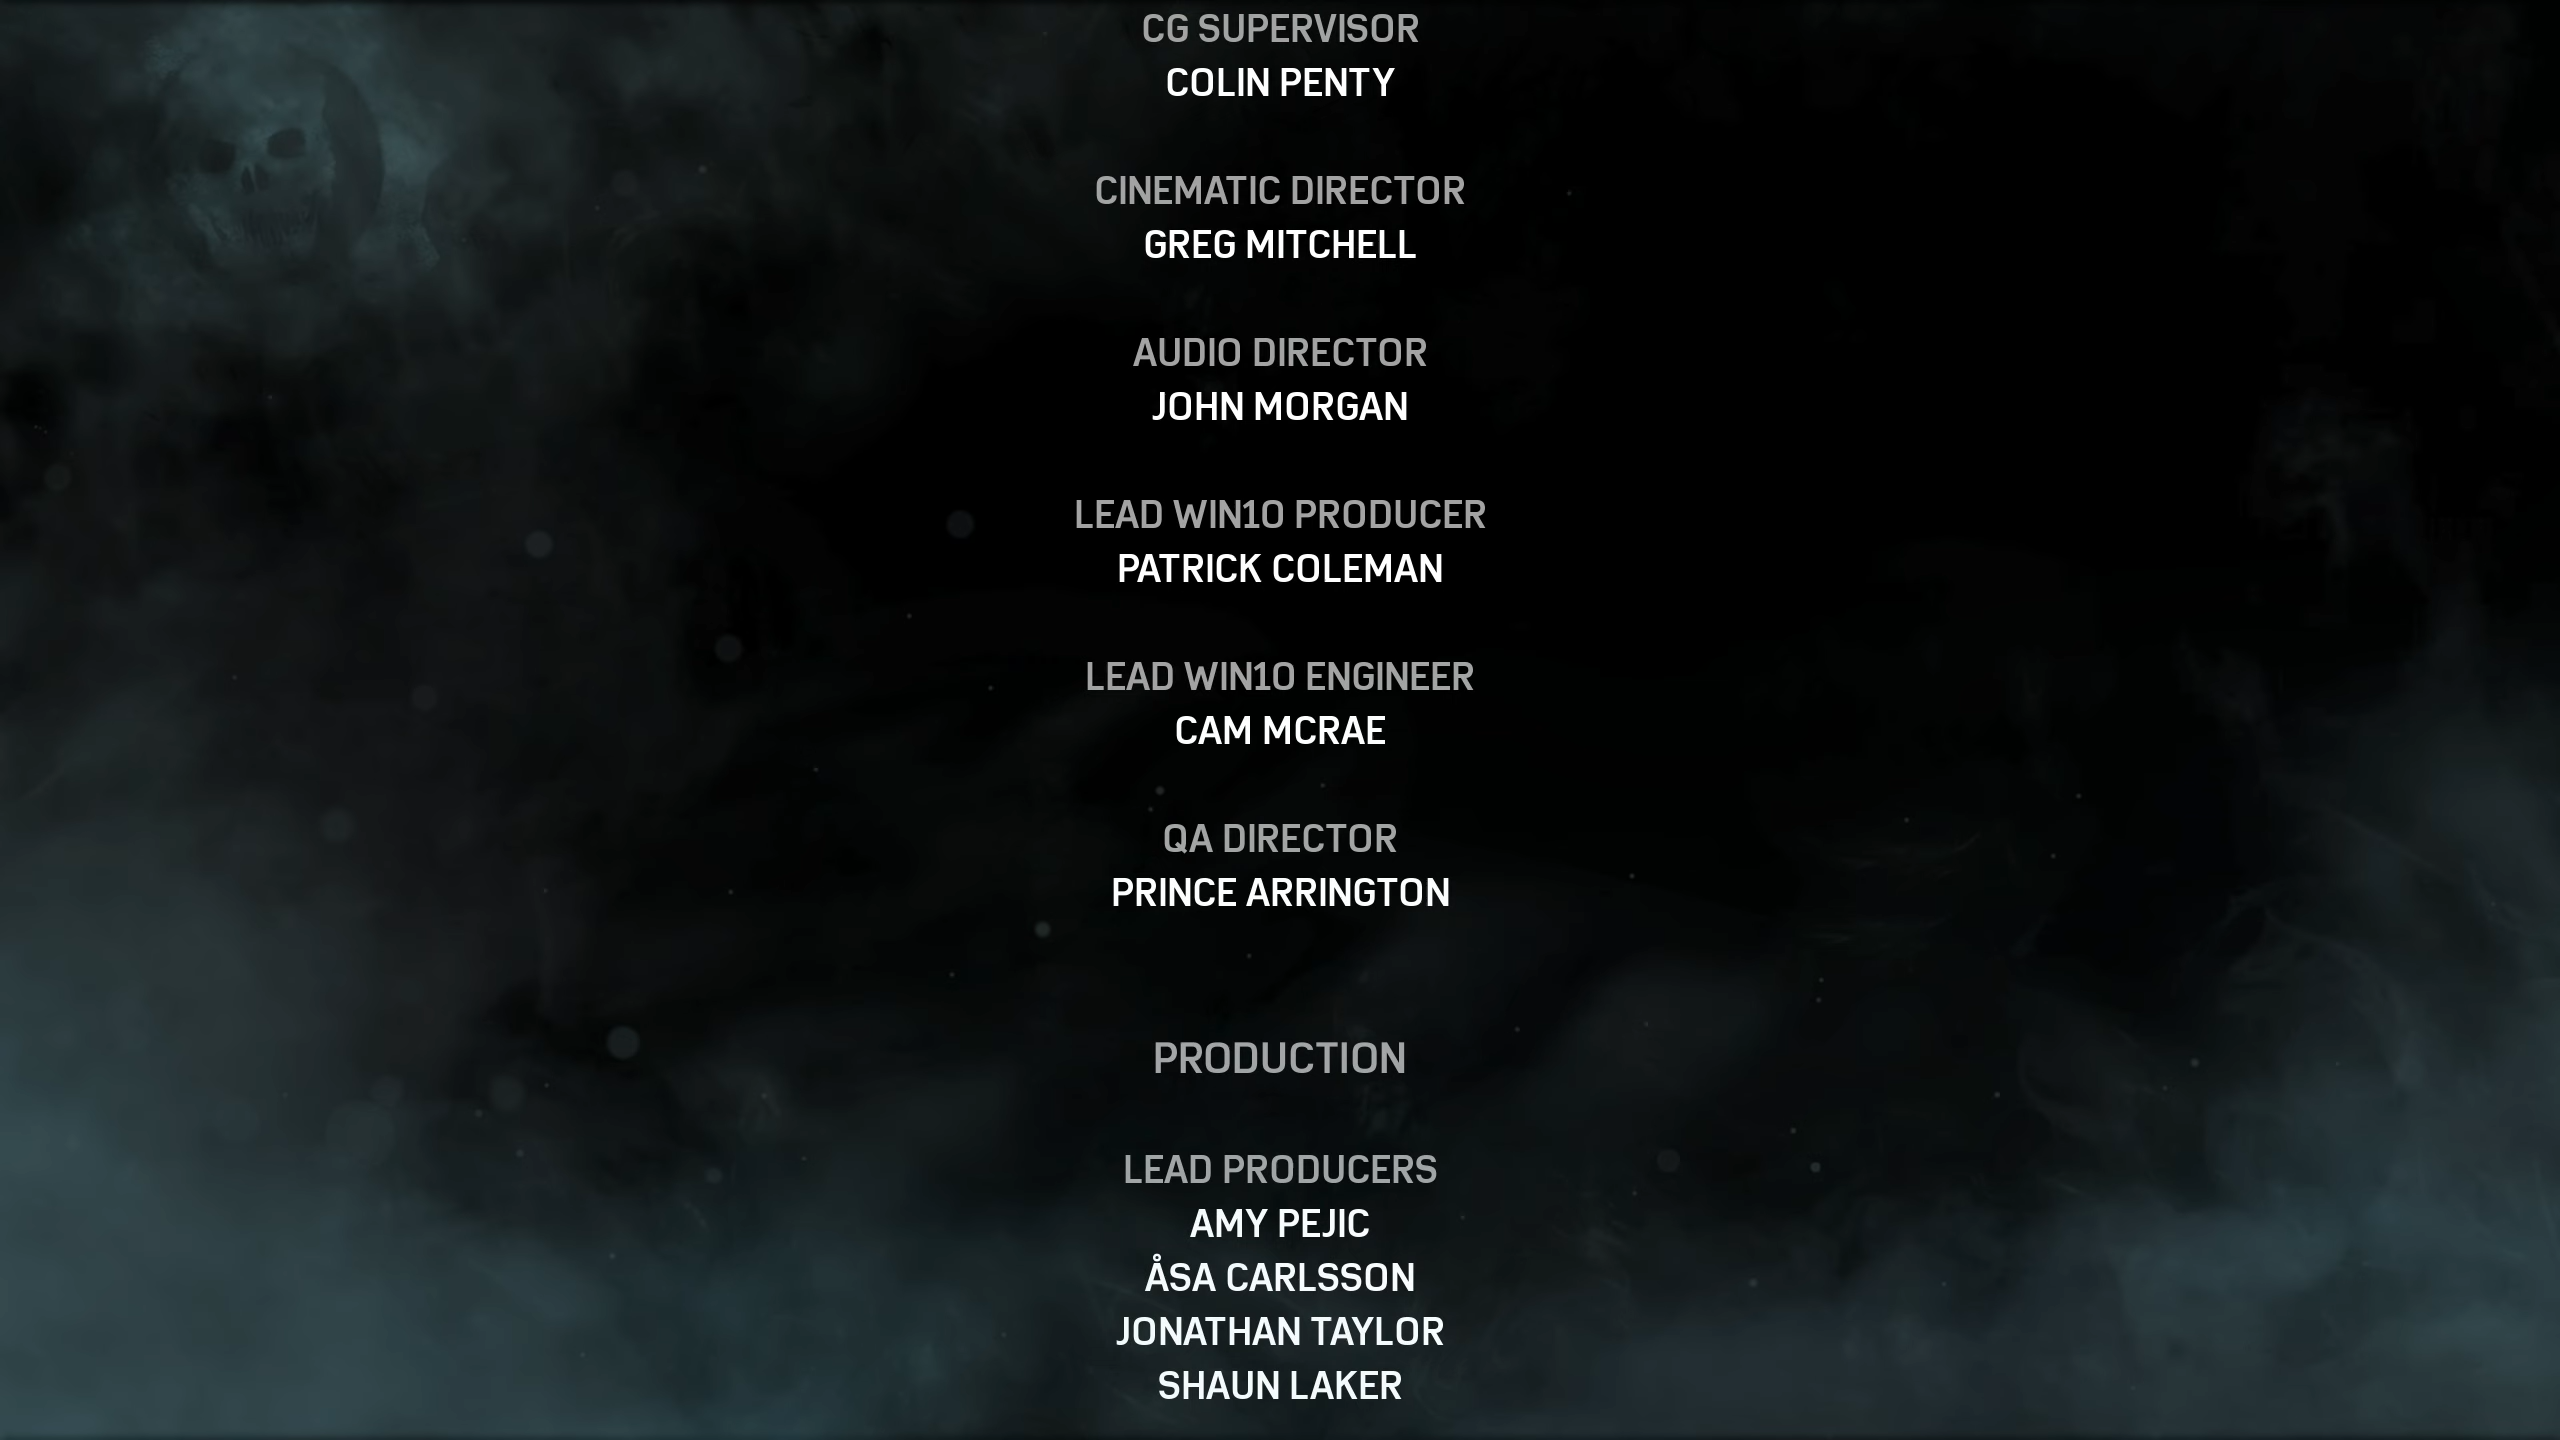 CG SUPERVISOR
COLIN PENTY
CINEMATIC DIRECTOR
GREG MITCHELL
AUDIO DIRECTOR
JOHN MORGAN
LEAD WIN10 PRODUCER
PATRICK COLEMAN
LEAD WIN10 ENGINEER
CAM MCRAE
QA DIRECTOR
PRINCE ARRINGTON
PRODUCTION
LEAD PRODUCERS
AMY PEJIC
ÅSA CARLSSON
JONATHAN TAYLOR
SHAUN LAKER